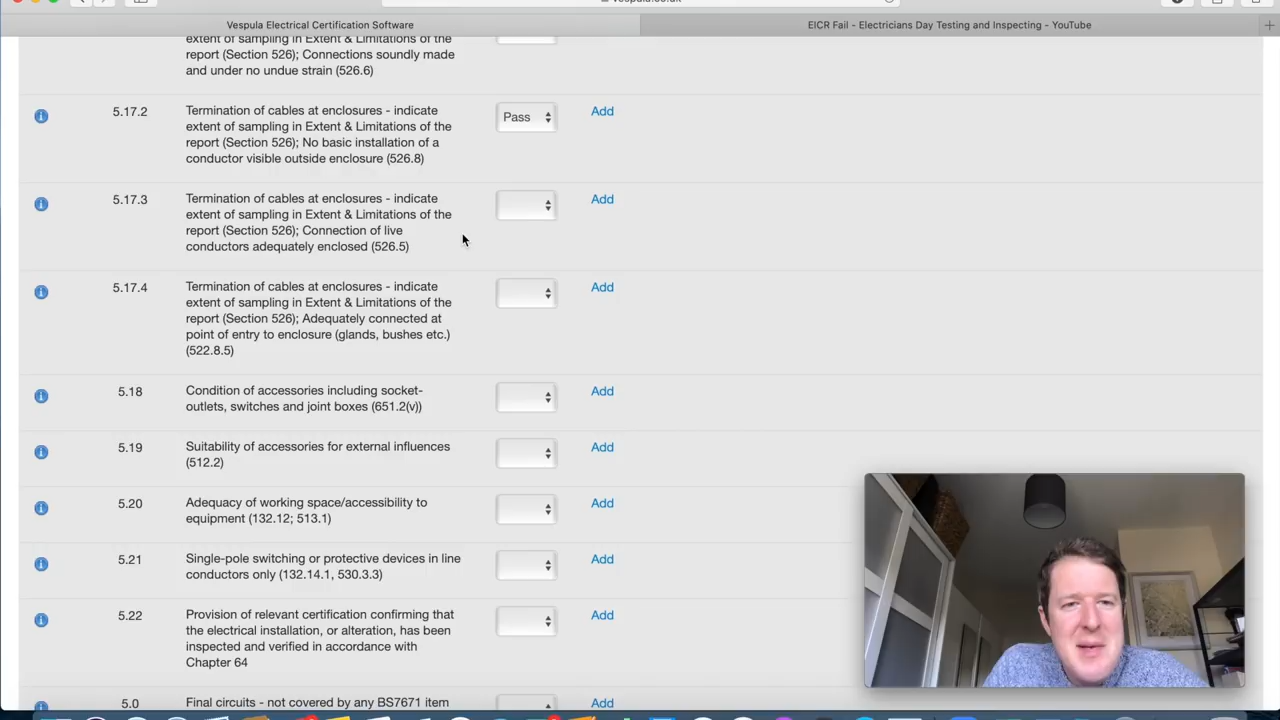 Vespula Electrical Certification Software
EICR Fail - Electricians Day Testing and Inspecting - YouTube
extent of sampling in Extent & Limitations of the
report (Section 526); Connections soundly made
and under no undue strain (526.6)
5.17.2
Termination of cables at enclosures - indicate
extent of sampling in Extent & Limitations of the
report (Section 526); No basic installation of a
conductor visible outside enclosure (526.8)
Pass
Add
5.17.3
Termination of cables at enclosures - indicate
extent of sampling in Extent & Limitations of the
report (Section 526); Connection of live
conductors adequately enclosed (526.5)
Add
5.17.4
Termination of cables at enclosures - indicate
extent of sampling in Extent & Limitations of the
report (Section 526); Adequately connected at
point of entry to enclosure (glands, bushes etc.)
(522.8.5)
Add
5.18
Condition of accessories including socket-
outlets, switches and joint boxes (651.2(v))
Add
5.19
Suitability of accessories for external influences
(512.2)
Add
5.20
Adequacy of working space/accessibility to
equipment (132.12; 513.1)
Add
5.21
Single-pole switching or protective devices in line
conductors only (132.14.1, 530.3.3)
Add
5.22
Provision of relevant certification confirming that
the electrical installation, or alteration, has been
inspected and verified in accordance with
Chapter 64
Add
5.0
Final circuits - not covered by any BS7671 item
Add